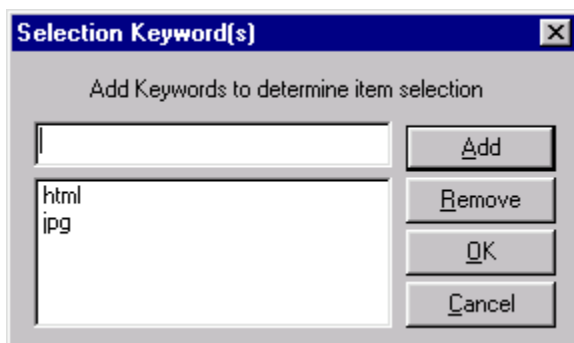 Selection Keyword(s)
Add Keywords to determine item selection
Add
html
jpg
Remove
OK
Cancel